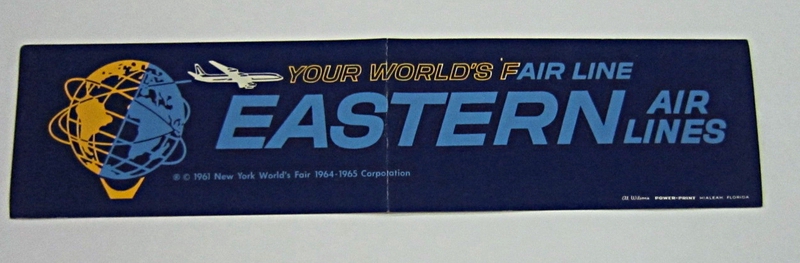 YOUR WORLD'S FAIR LINE
EASTERN AIR LINES
® © 1961 New York World's Fair 1964-1965 Corporation
POWER-PRINT HIALEAH, FLORIDA